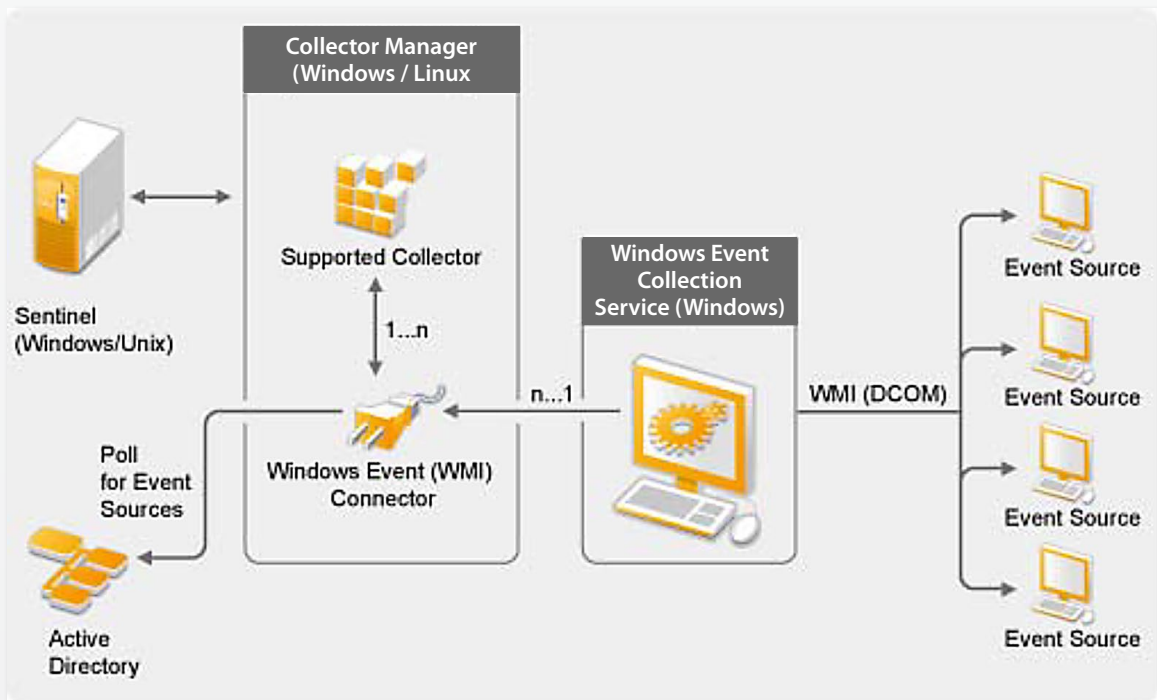 Collector Manager
(Windows / Linux
Supported Collector
1...n
Sentinel
(Windows/Unix)
Windows Event
Collection
Service (Windows)
n...1
WMI (DCOM)
Event Source
Event Source
Event Source
Event Source
Windows Event (WMI)
Connector
Poll
for Event
Sources
Active
Directory